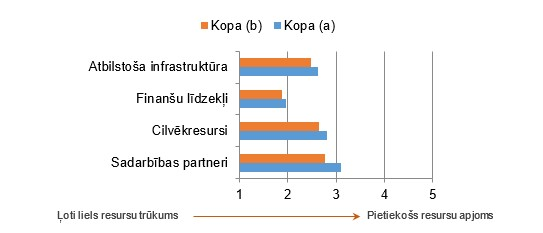 Kopa (b) Kopa (a)
Atbilstoša infrastruktūra
Finanšu līdzekļi
Cilvēkresursi
Sadarbības partneri
1 2 3 4 5
Ļoti liels resursu trūkums Pietiekošs resursu apjoms